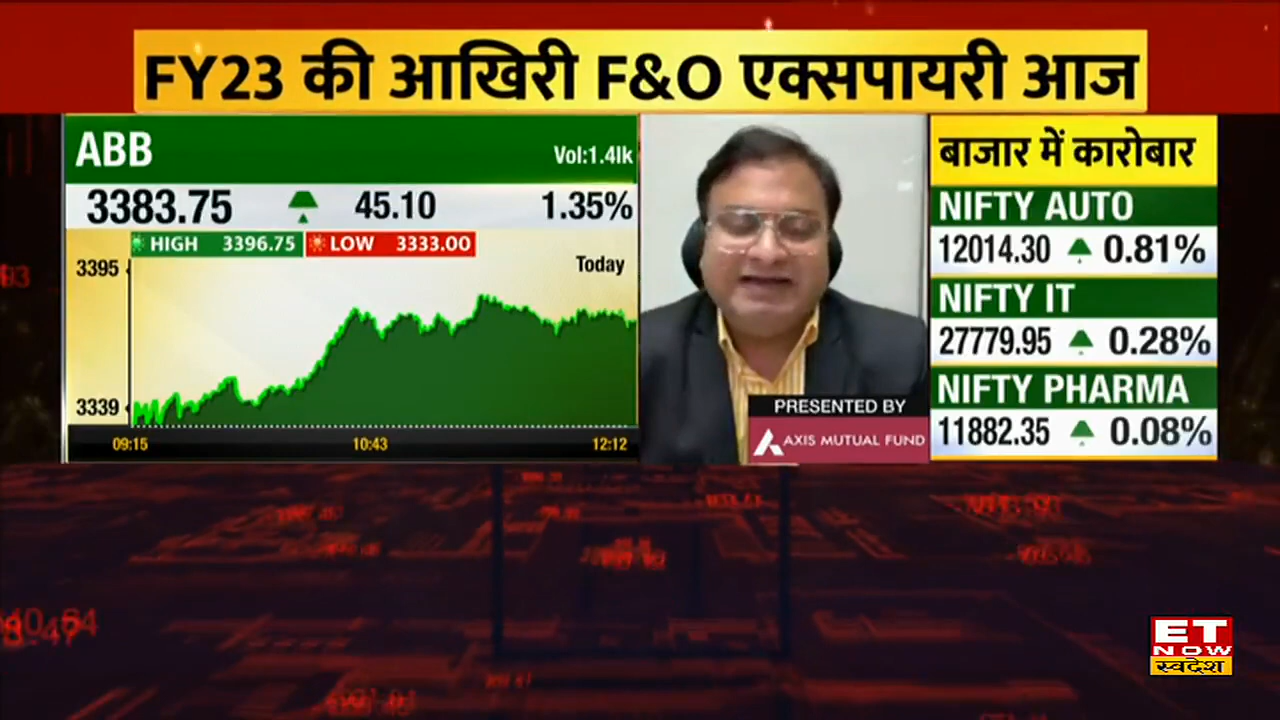 FY23 की आखिरी F&O एक्सपायरी आज
ABB
Vol:1.4lk
3383.75 45.10 1.35%
HIGH 3396.75 LOW 3333.00
3395
Today
3339
09:15 10:43 12:12
PRESENTED BY
AXIS MUTUAL FUND
बाजार में कारोबार
NIFTY AUTO
12014.30 0.81%
NIFTY IT
27779.95 0.28%
NIFTY PHARMA
11882.35 0.08%
ET
NOW
स्वदेश